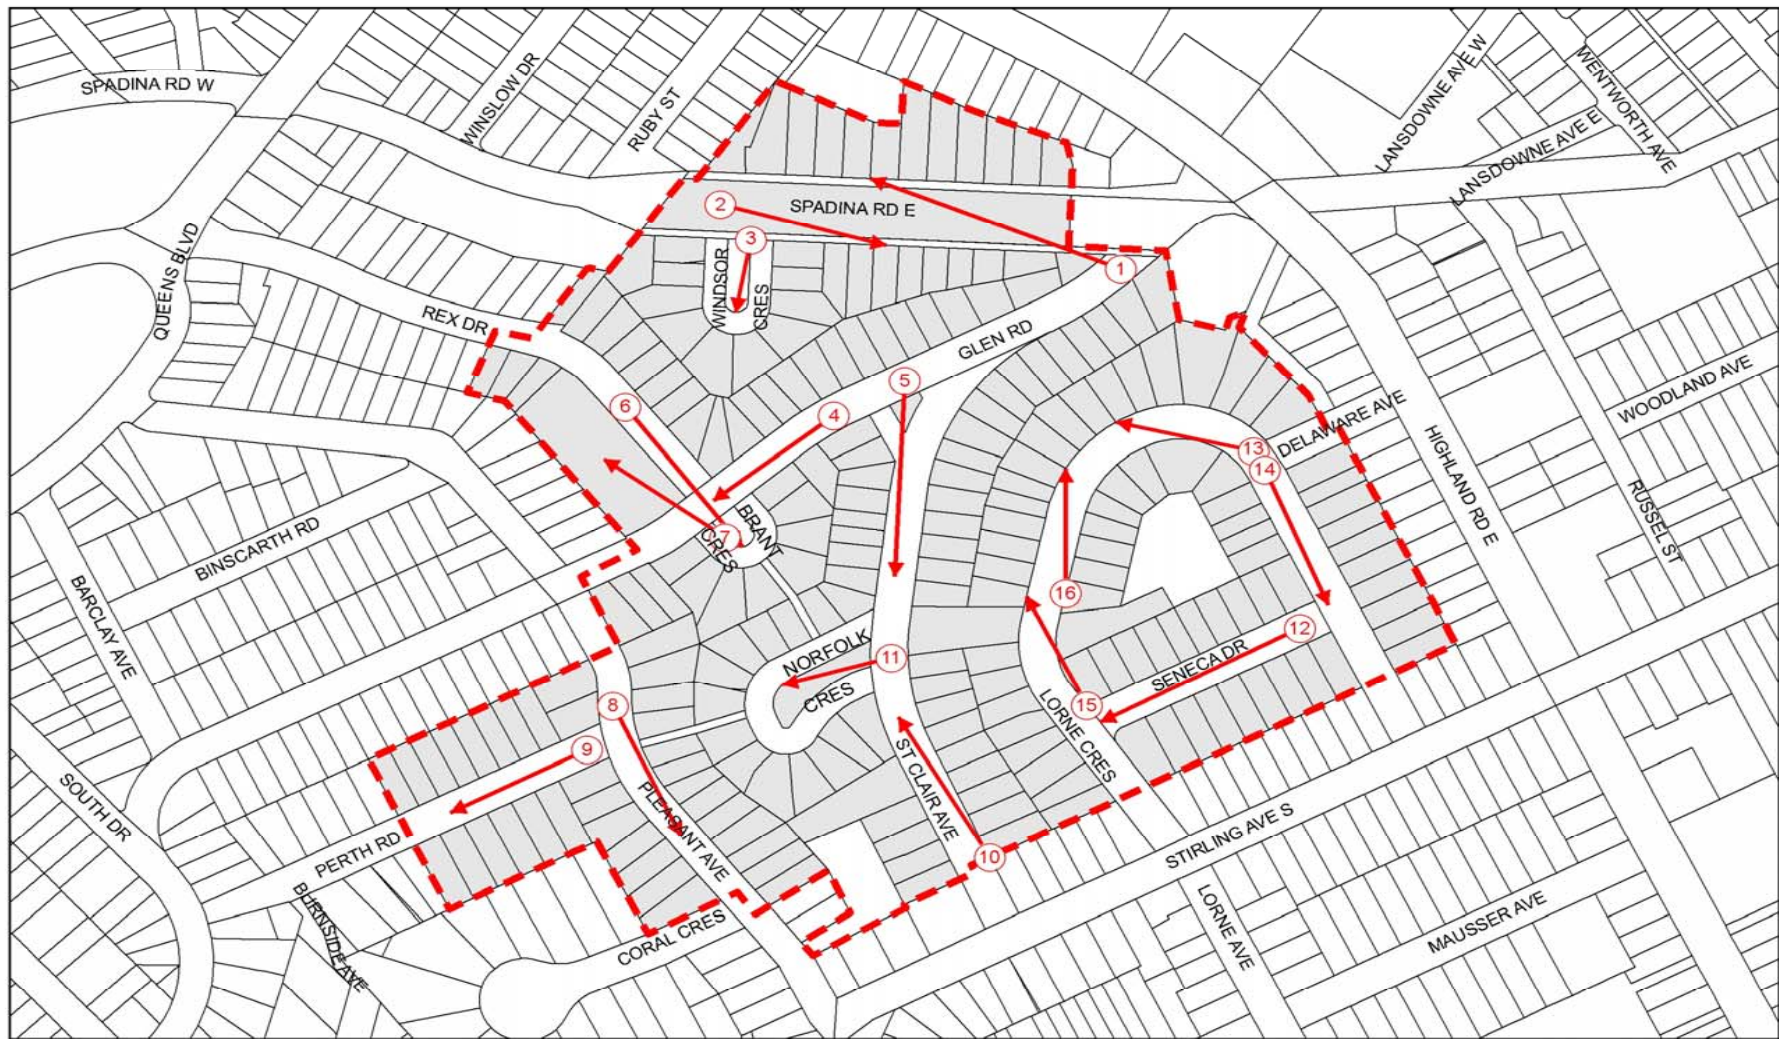 SPADINA RD W
WINSLOW DR
RUBY ST
LANSDOWNE AVE W
WENTWORTH AVE
LANSDOWNE AVE E
2
SPADINA RD E
3
1
QUEENS BLVD
WINDSOR
CRES
REX DR
GLEN RD
5
6
4
WOODLAND AVE
DELAWARE AVE
13
14
HIGHLAND RD E
RUSSEL ST
BRANT
CRES
7
BINSCARTH RD
BARCLAY AVE
16
12
NORFOLK
CRES
11
SENECA DR
15
LORNE CRES
8
9
ST CLAIR AVE
PLEASANT AVE
SOUTH DR
PERTH RD
10
STIRLING AVE S
BURNSIDE AVE
CORAL CRES
LORNE AVE
MAUSSER AVE